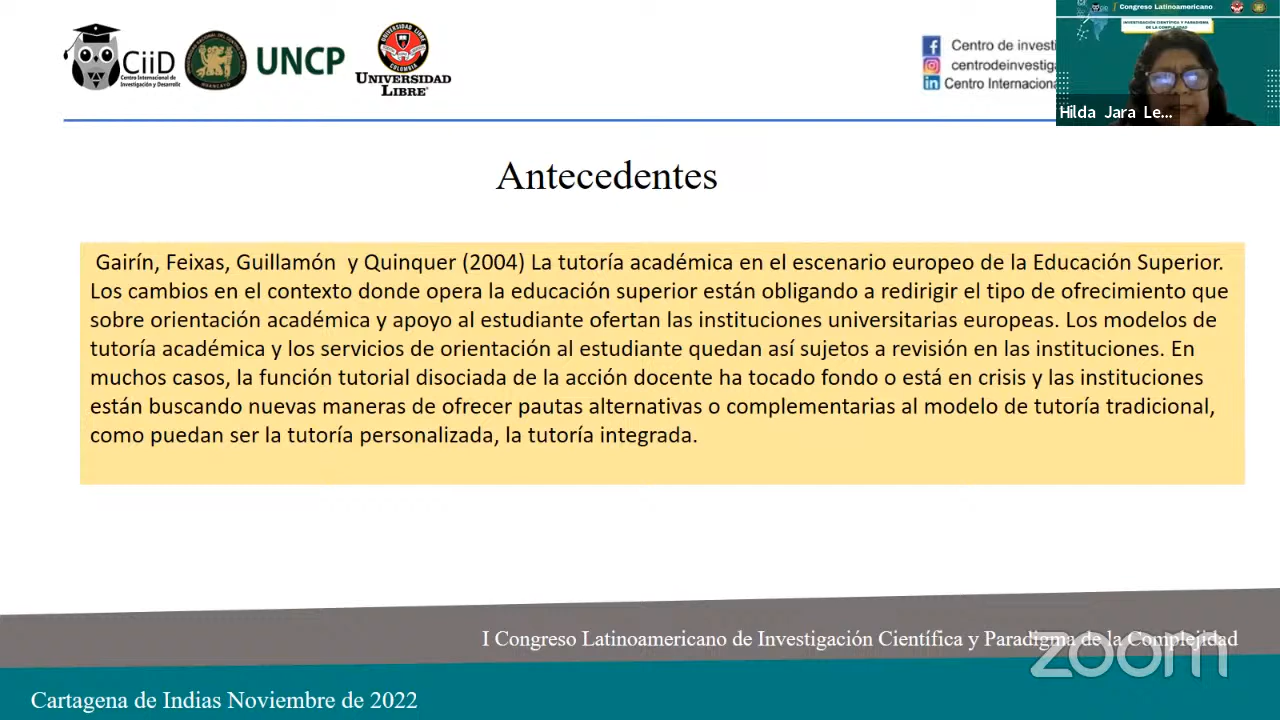 CiiD
Centro Internacional de
Investigación y Desarrollo
UNCP
UNIVERSIDAD LIBRE
COLOMBIA
UNIVERSIDAD
LIBRE
Centro de investi
centrodeinvestiga
Centro Internaciona
Congreso Latinoamericano
INVESTIGACIÓN CIENTÍFICA Y PARADIGMA
DE LA COMPLEJIDAD
Hilda Jara Le...
Antecedentes
Gairín, Feixas, Guillamón y Quinquer (2004) La tutoría académica en el escenario europeo de la Educación Superior.
Los cambios en el contexto donde opera la educación superior están obligando a redirigir el tipo de ofrecimiento que
sobre orientación académica y apoyo al estudiante ofertan las instituciones universitarias europeas. Los modelos de
tutoría académica y los servicios de orientación al estudiante quedan así sujetos a revisión en las instituciones. En
muchos casos, la función tutorial disociada de la acción docente ha tocado fondo o está en crisis y las instituciones
están buscando nuevas maneras de ofrecer pautas alternativas o complementarias al modelo de tutoría tradicional,
como puedan ser la tutoría personalizada, la tutoría integrada.
I Congreso Latinoamericano de Investigación Científica y Paradigma de la Complejidad
zoom
Cartagena de Indias Noviembre de 2022